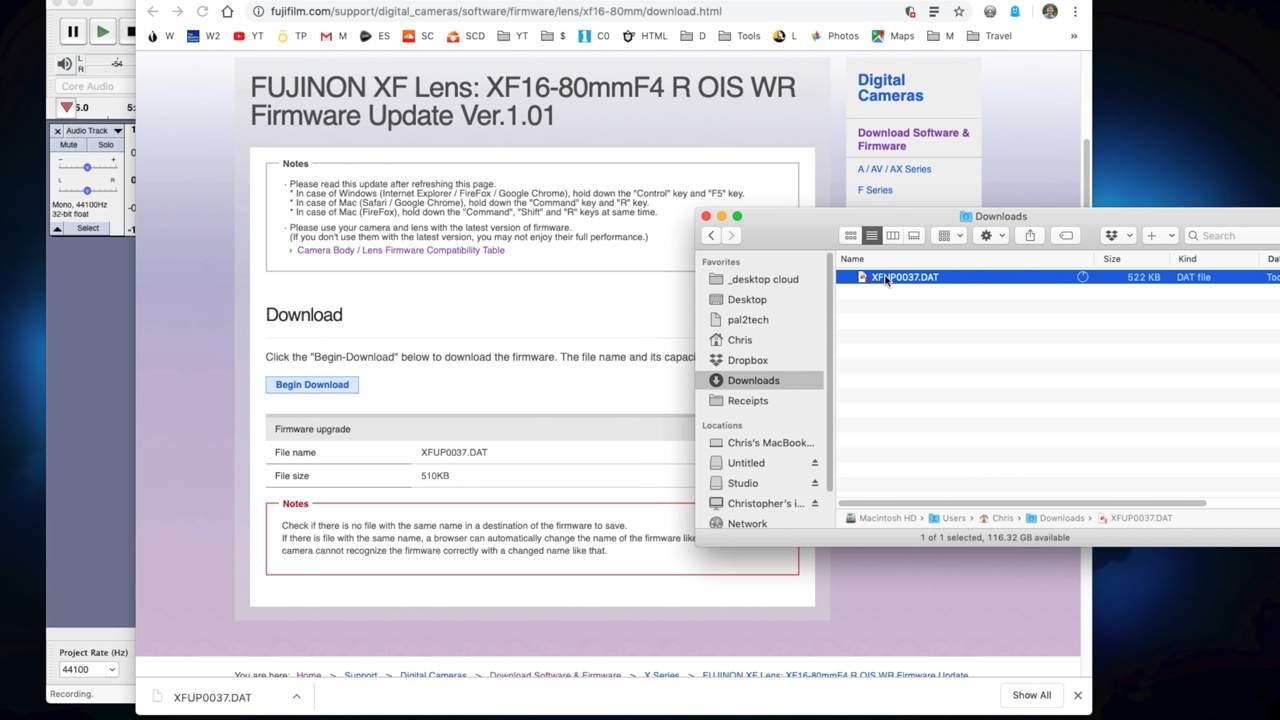 fujifilm.com/support/digital_cameras/software/firmware/lens/xf16-80mm/download.html
W W2 YT TP M ES SC SCD YT $ C0 HTML D Tools L Photos Maps M Travel »
-54
Core Audio
5.0 5:
Audio Track
Mute Solo
- +
L R
Mono, 44100Hz
32-bit float
Select
Project Rate (Hz)
44100
Recording.
FUJINON XF Lens: XF16-80mmF4 R OIS WR
Firmware Update Ver.1.01
Notes
· Please read this update after refreshing this page.
* In case of Windows (Internet Explorer / FireFox / Google Chrome), hold down the "Control" key and "F5" key.
* In case of Mac (Safari / Google Chrome), hold down the "Command" key and "R" key.
* In case of Mac (FireFox), hold down the "Command", "Shift" and "R" keys at same time.
· Please use your camera and lens with the latest version of firmware.
(If you don't use them with the latest version, you may not enjoy their full performance.)
Camera Body / Lens Firmware Compatibility Table
Download
Click the "Begin-Download" below to download the firmware. The file name and its capaci
Begin Download
Firmware upgrade
File name XFUP0037.DAT
File size 510KB
Notes
Check if there is no file with the same name in a destination of the firmware to save.
If there is file with the same name, a browser can automatically change the name of the firmware like
camera cannot recognize the firmware correctly with a changed name like that.
Digital
Cameras
Download Software &
Firmware
A / AV / AX Series
F Series
Downloads
Search
Favorites
_desktop cloud
Desktop
pal2tech
Chris
Dropbox
Downloads
Receipts
Locations
Chris's MacBook...
Untitled
Studio
Christopher's i...
Network
Name Size Kind Da
XFUP0037.DAT 522 KB DAT file Too
Macintosh HD › Users › Chris › Downloads › XFUP0037.DAT
1 of 1 selected, 116.32 GB available
You are here: Home > Support > Digital Cameras > Download Software & Firmware > X Series > FUJINON XF Lens: XF16-80mmF4 R OIS WR Firmware Update
XFUP0037.DAT
Show All